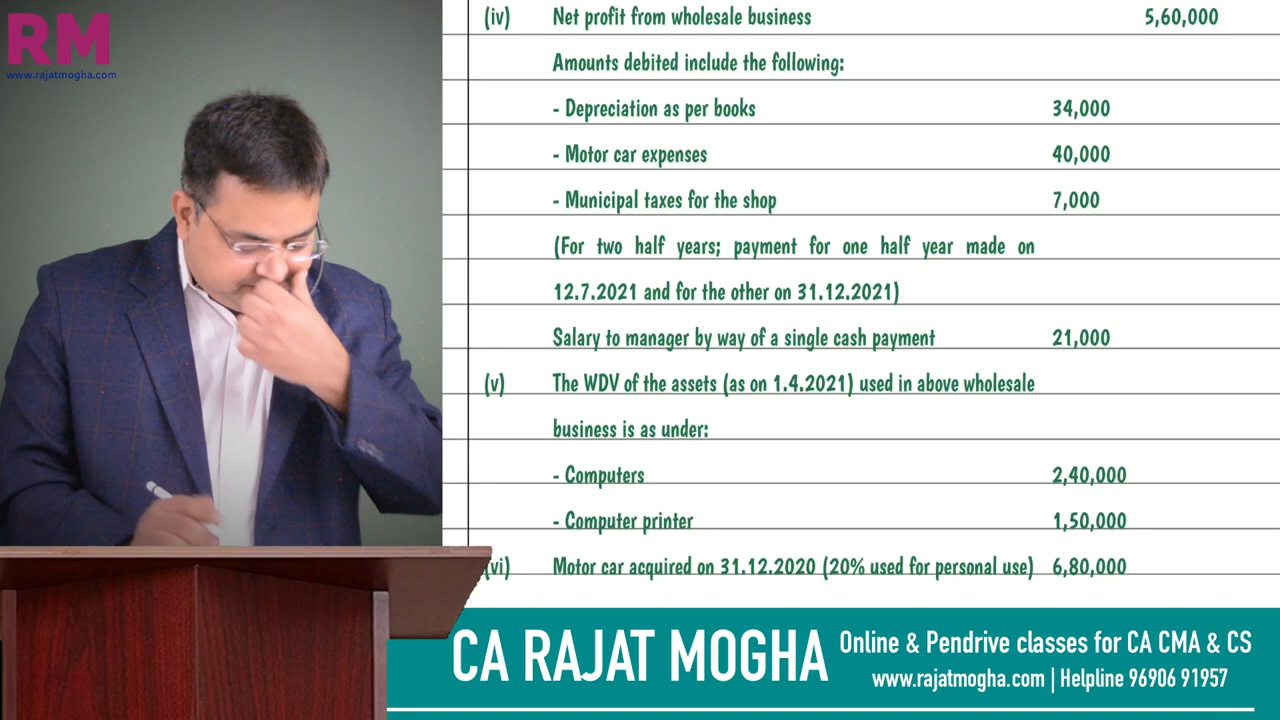 RM
www.rajatmogha.com
(iv) Net profit from wholesale business 5,60,000
Amounts debited include the following:
- Depreciation as per books 34,000
- Motor car expenses 40,000
- Municipal taxes for the shop 7,000
(For two half years; payment for one half year made on
12.7.2021 and for the other on 31.12.2021)
Salary to manager by way of a single cash payment 21,000
(v) The WDV of the assets (as on 1.4.2021) used in above wholesale
business is as under:
- Computers 2,40,000
- Computer printer 1,50,000
(vi) Motor car acquired on 31.12.2020 (20% used for personal use) 6,80,000
CA RAJAT MOGHA
Online & Pendrive classes for CA CMA & CS
www.rajatmogha.com | Helpline 96906 91957